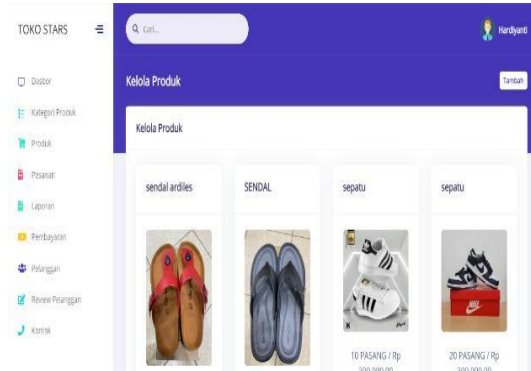 TOKO STARS
Cari...
Hardiyanti
Dasbor
Kategori Produk
Produk
Pesanan
Laporan
Pembayaran
Pelanggan
Review Pelanggan
Kontak
Kelola Produk
Tambah
Kelola Produk
sendal ardiles
SENDAL
sepatu
sepatu
10 PASANG / Rp
20 PASANG / Rp